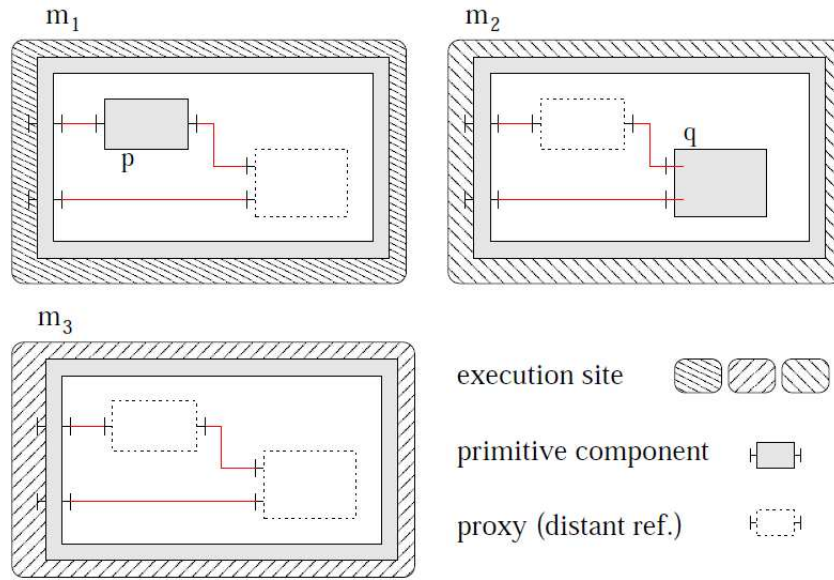 m1
m2
p
q
m3
execution site
primitive component
proxy (distant ref.)